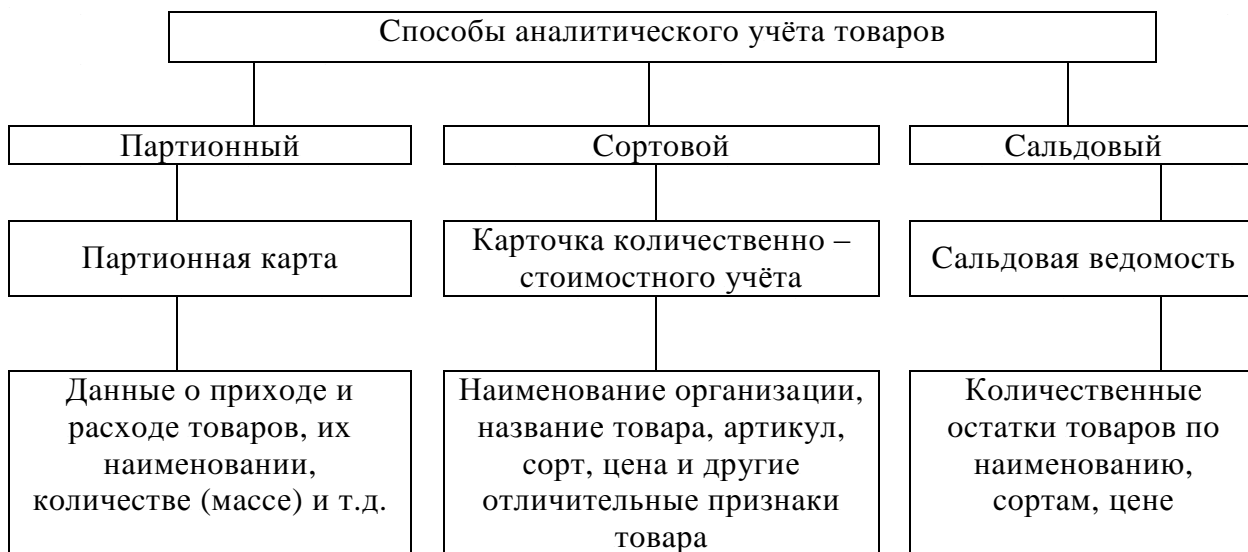 Способы аналитического учёта товаров
Партионный
Сортовой
Сальдовый
Партионная карта
Карточка количественно –
стоимостного учёта
Сальдовая ведомость
Данные о приходе и
расходе товаров, их
наименовании,
количестве (массе) и т.д.
Наименование организации,
название товара, артикул,
сорт, цена и другие
отличительные признаки
товара
Количественные
остатки товаров по
наименованию,
сортам, цене